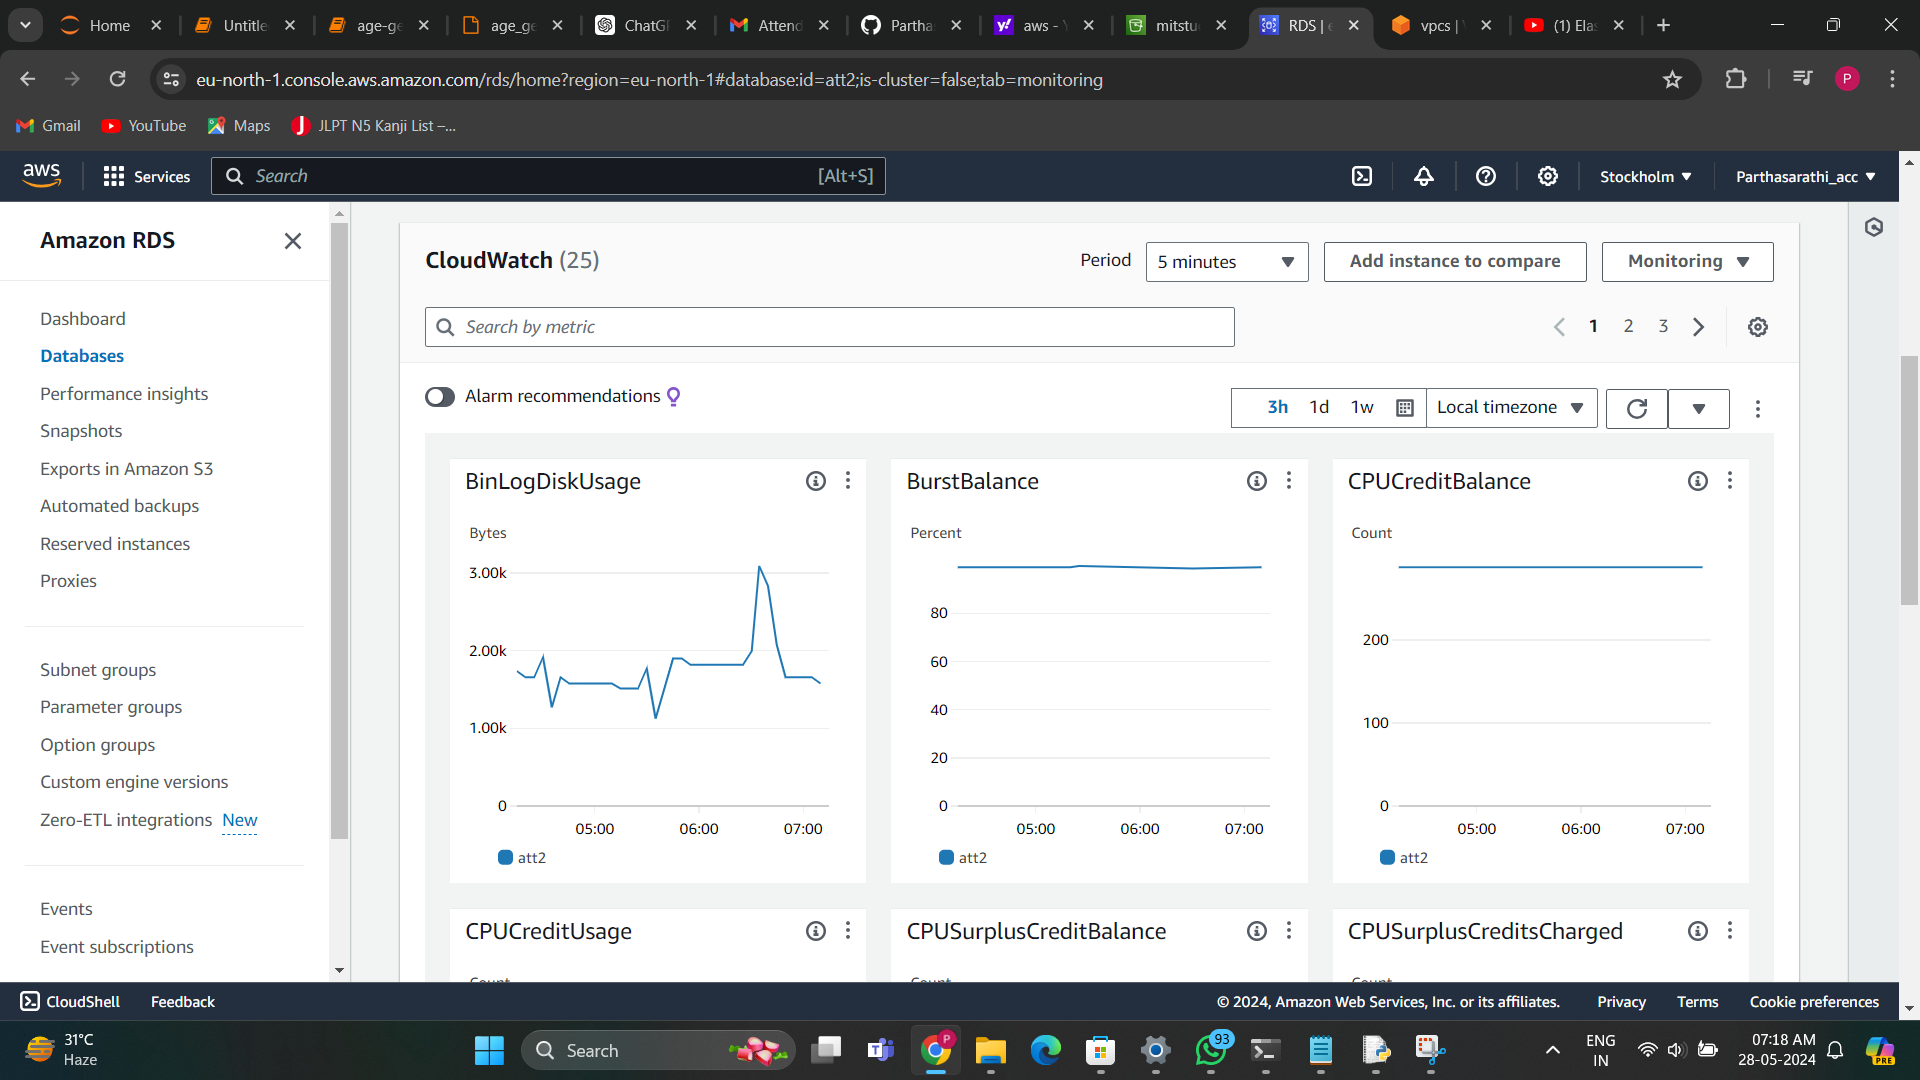 Home
Untitle
age-ge
age_ge
ChatGI
Attend
Partha
aws -
mitstu
RDS | e
vpcs |
(1) Ela
eu-north-1.console.aws.amazon.com/rds/home?region=eu-north-1#database:id=att2;is-cluster=false;tab=monitoring
P
Gmail
YouTube
Maps
JLPT N5 Kanji List –...
aws
Services
Search
[Alt+S]
Stockholm
Parthasarathi_acc
Amazon RDS
Dashboard
Databases
Performance insights
Snapshots
Exports in Amazon S3
Automated backups
Reserved instances
Proxies
Subnet groups
Parameter groups
Option groups
Custom engine versions
Zero-ETL integrations New
Events
Event subscriptions
CloudWatch (25)
Period
5 minutes
Add instance to compare
Monitoring
Search by metric
1 2 3
Alarm recommendations
3h 1d 1w
Local timezone
BinLogDiskUsage
Bytes
3.00k
2.00k
1.00k
0
05:00 06:00 07:00
att2
BurstBalance
Percent
80
60
40
20
0
05:00 06:00 07:00
att2
CPUCreditBalance
Count
200
100
0
05:00 06:00 07:00
att2
CPUCreditUsage
Count
CPUSurplusCreditBalance
Count
CPUSurplusCreditsCharged
Count
CloudShell
Feedback
© 2024, Amazon Web Services, Inc. or its affiliates.
Privacy
Terms
Cookie preferences
31°C
Haze
Search
P
93
ENG
IN
07:18 AM
28-05-2024
PRE